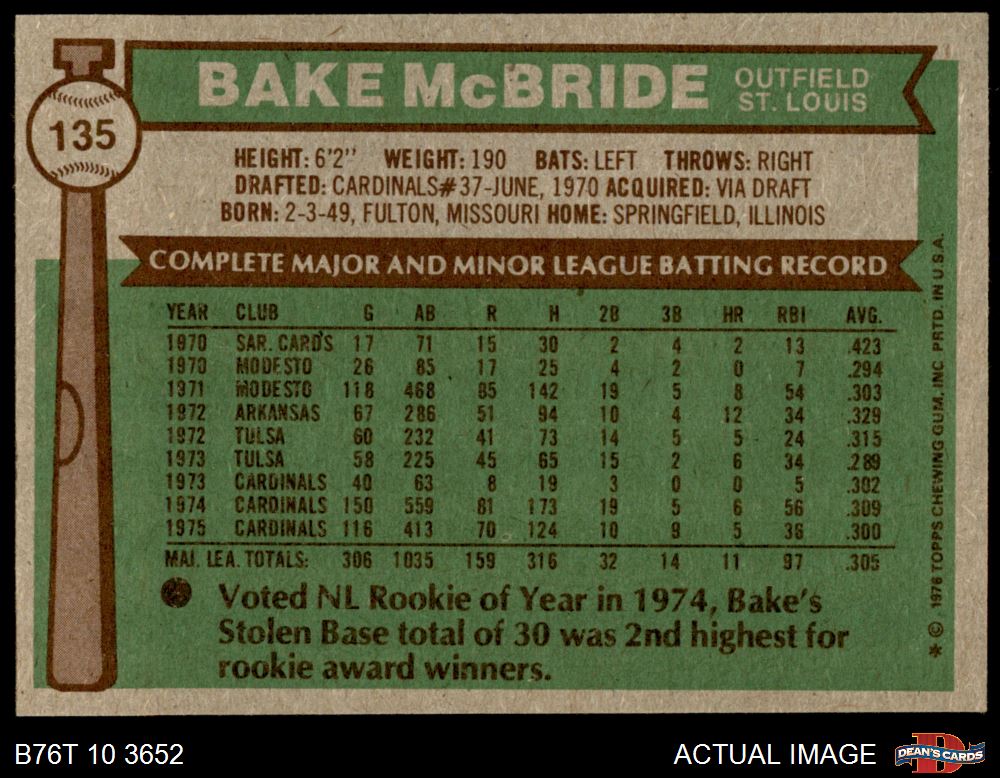 BAKE McBRIDE OUTFIELD ST. LOUIS
135
HEIGHT: 6'2" WEIGHT: 190 BATS: LEFT THROWS: RIGHT
DRAFTED: CARDINALS#37-JUNE, 1970 ACQUIRED: VIA DRAFT
BORN: 2-3-49, FULTON, MISSOURI HOME: SPRINGFIELD, ILLINOIS
COMPLETE MAJOR AND MINOR LEAGUE BATTING RECORD
YEAR CLUB G AB R H 2B 3B HR RBI AVG.
1970 SAR. CARD'S 17 71 15 30 2 4 2 13 .423
1970 MODESTO 26 85 17 25 4 2 0 7 .294
1971 MODESTO 118 468 85 142 19 5 8 54 .303
1972 ARKANSAS 67 286 51 94 10 4 12 34 .329
1972 TULSA 60 232 41 73 14 5 5 24 .315
1973 TULSA 58 225 45 65 15 2 6 34 .289
1973 CARDINALS 40 63 8 19 3 0 0 5 .302
1974 CARDINALS 150 559 81 173 19 5 6 56 .309
1975 CARDINALS 116 413 70 124 10 9 5 36 .300
MAJ. LEA. TOTALS: 306 1035 159 316 32 14 11 97 .305
Voted NL Rookie of Year in 1974, Bake's
Stolen Base total of 30 was 2nd highest for
rookie award winners.
* © 1976 TOPPS CHEWING GUM, INC PRTD. IN U.S.A.
B76T 10 3652
ACTUAL IMAGE
DEAN'S CARDS